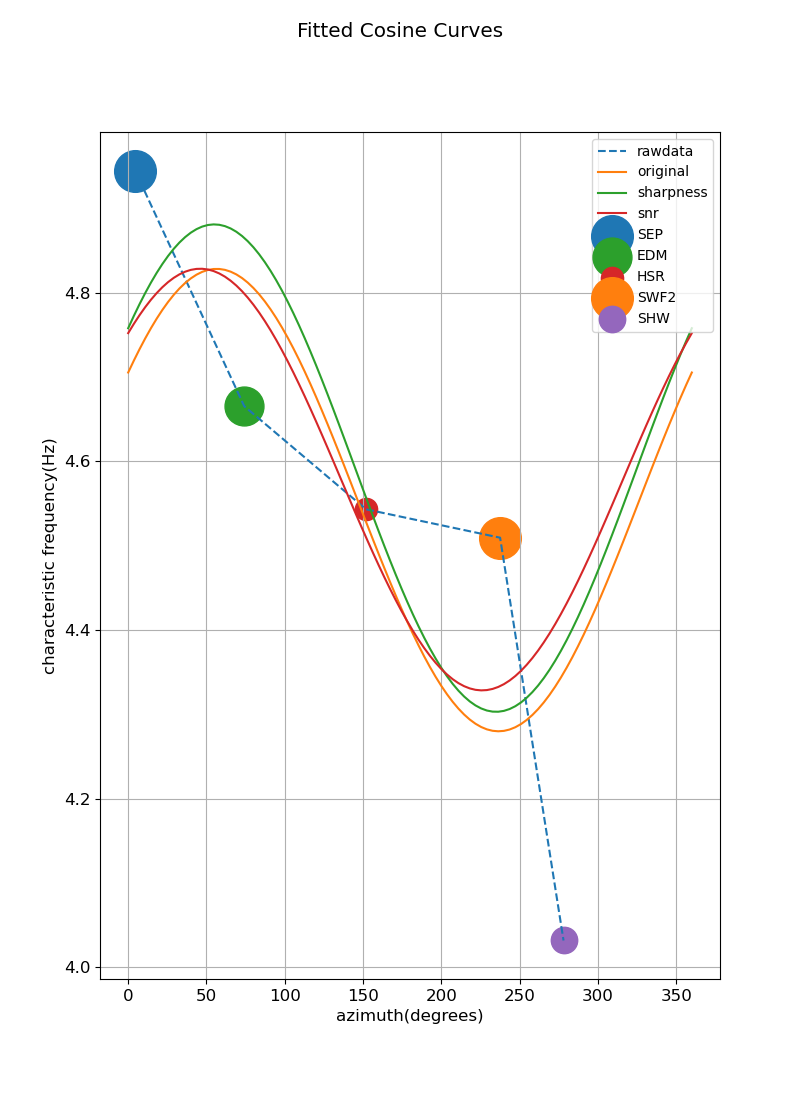 Fitted Cosine Curves
rawdata
original
sharpness
snr
SEP
EDM
HSR
SWF2
SHW
characteristic frequency(Hz)
4.8
4.6
4.4
4.2
4.0
0 50 100 150 200 250 300 350
azimuth(degrees)